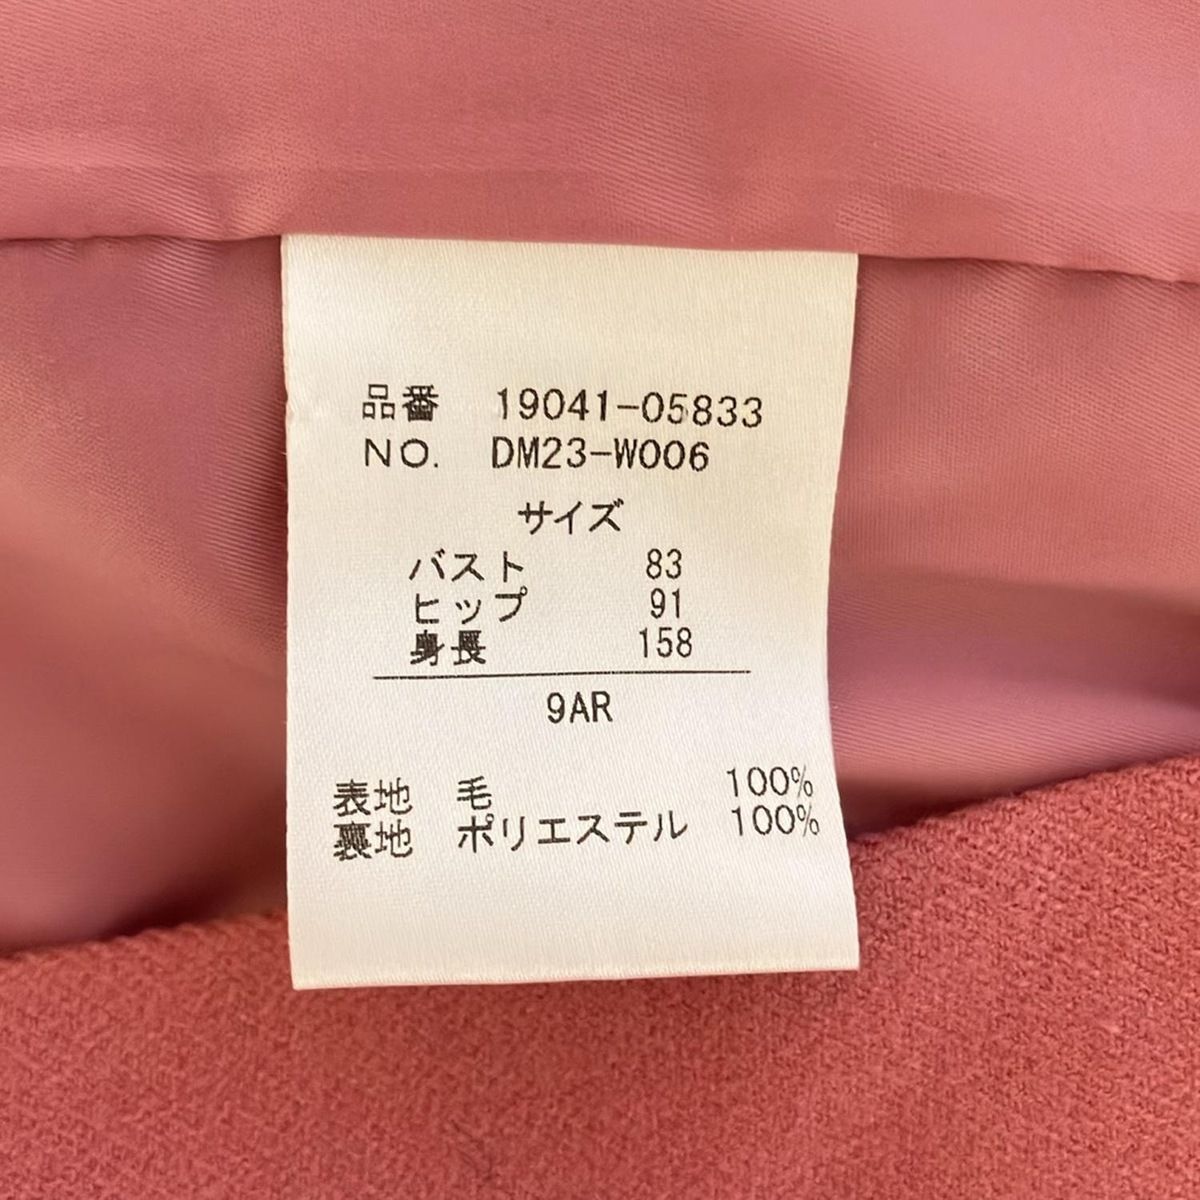 品番 19041-05833
NO. DM23-W006
サイズ
バスト 83
ヒップ 91
身長 158
9AR
表地 毛 100%
裏地 ポリエステル 100%